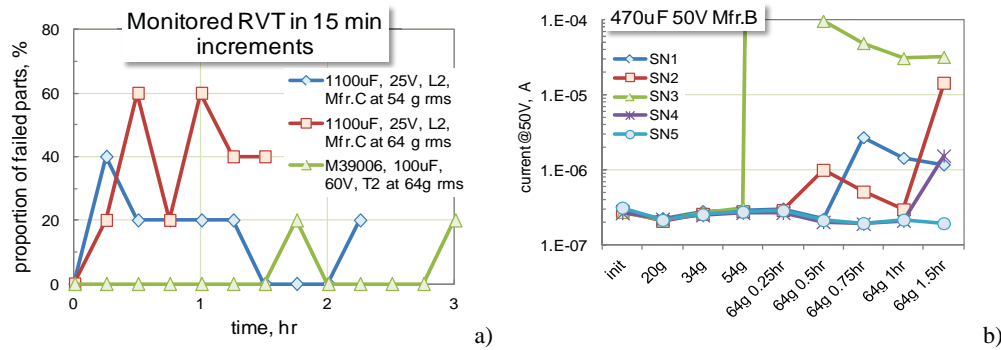 Monitored RVT in 15 min
increments
80
60
40
20
0
proportion of failed parts, %
1100uF, 25V, L2,
Mfr.C at 54 g rms
1100uF, 25V, L2,
Mfr.C at 64 g rms
M39006, 100uF,
60V, T2 at 64g rms
0 1 2 3
time, hr
a)
470uF 50V Mfr.B
1.E-04
1.E-05
1.E-06
1.E-07
current @50V, A
SN1
SN2
SN3
SN4
SN5
init
20g
34g
54g
64g 0.25hr
64g 0.5hr
64g 0.75hr
64g 1hr
64g 1.5hr
b)